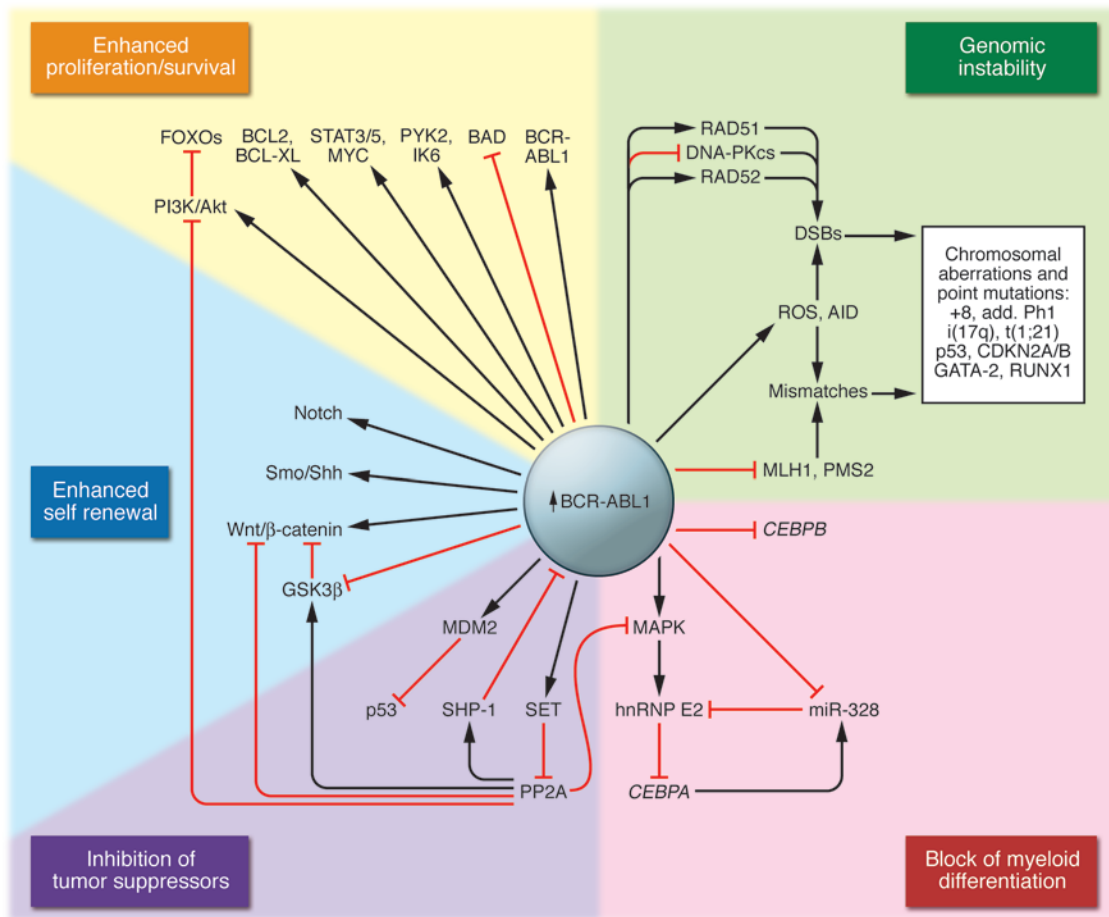 Enhanced
proliferation/survival
Genomic
instability
FOXOs
BCL2,
BCL-XL
STAT3/5,
MYC
PYK2,
IK6
BAD
BCR-
ABL1
RAD51
DNA-PKcs
RAD52
PI3K/Akt
DSBs
Chromosomal
aberrations and
point mutations:
+8, add. Ph1
i(17q), t(1;21)
p53, CDKN2A/B
GATA-2, RUNX1
ROS, AID
Mismatches
MLH1, PMS2
Notch
Smo/Shh
Enhanced
self renewal
Wnt/β-catenin
GSK3β
BCR-ABL1
CEBPB
MDM2
MAPK
p53
SHP-1
SET
hnRNP E2
miR-328
PP2A
CEBPA
Inhibition of
tumor suppressors
Block of myeloid
differentiation